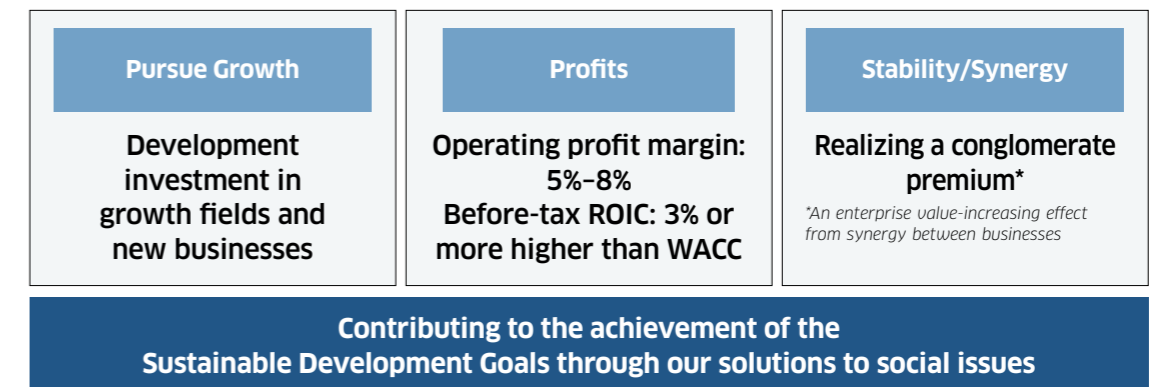 Pursue Growth
Development
investment in
growth fields and
new businesses
Profits
Operating profit margin:
5%–8%
Before-tax ROIC: 3% or
more higher than WACC
Stability/Synergy
Realizing a conglomerate
premium*
*An enterprise value-increasing effect
from synergy between businesses
Contributing to the achievement of the
Sustainable Development Goals through our solutions to social issues